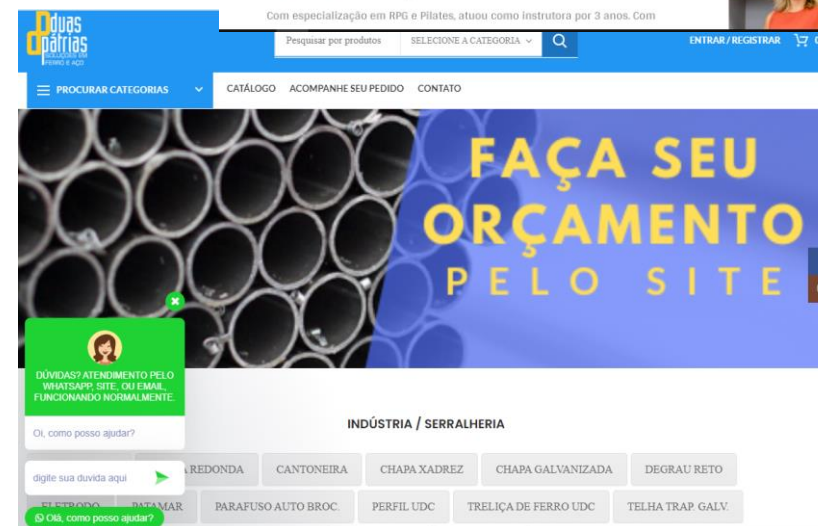 Com especialização em RPG e Pilates, atuou como instrutora por 3 anos. Com
Dduas
pátrias
SOLUÇÕES EM
FERRO E AÇO
Pesquisar por produtos
SELECIONE A CATEGORIA
ENTRAR / REGISTRAR
PROCURAR CATEGORIAS
CATÁLOGO
ACOMPANHE SEU PEDIDO
CONTATO
FAÇA SEU
ORÇAMENTO
PELO SITE
DÚVIDAS? ATENDIMENTO PELO
WHATSAPP, SITE, OU EMAIL,
FUNCIONANDO NORMALMENTE.
Oi, como posso ajudar?
digite sua duvida aqui
Olá, como posso ajudar?
INDÚSTRIA / SERRALHERIA
REDONDA
CANTONEIRA
CHAPA XADREZ
CHAPA GALVANIZADA
DEGRAU RETO
ELETRODO
PATAMAR
PARAFUSO AUTO BROC.
PERFIL UDC
TRELIÇA DE FERRO UDC
TELHA TRAP. GALV.